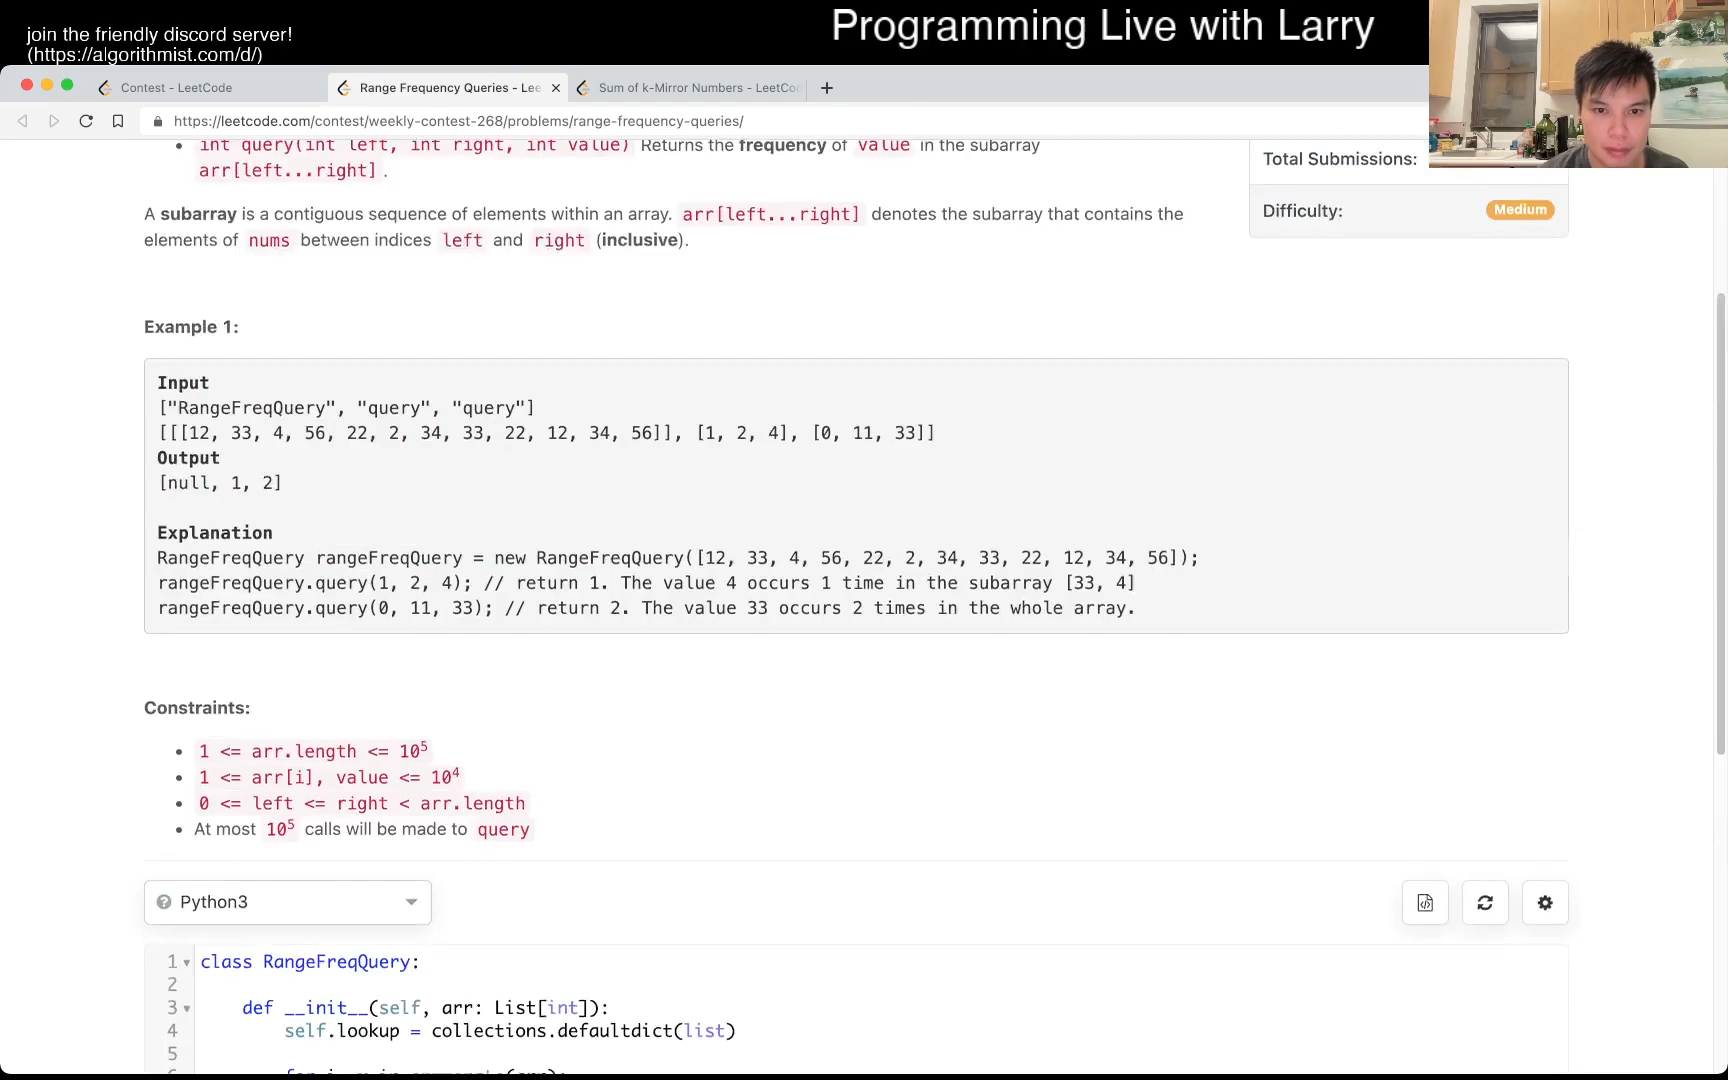 join the friendly discord server!
(https://algorithmist.com/d/)
Programming Live with Larry
Contest - LeetCode
Range Frequency Queries - Lee
Sum of k-Mirror Numbers - LeetCo
https://leetcode.com/contest/weekly-contest-268/problems/range-frequency-queries/
int query(int left, int right, int value) Returns the frequency of value in the subarray
arr[left...right].
Total Submissions:
Difficulty:
Medium
A subarray is a contiguous sequence of elements within an array. arr[left...right] denotes the subarray that contains the
elements of nums between indices left and right (inclusive).
Example 1:
Input
["RangeFreqQuery", "query", "query"]
[[[12, 33, 4, 56, 22, 2, 34, 33, 22, 12, 34, 56]], [1, 2, 4], [0, 11, 33]]
Output
[null, 1, 2]
Explanation
RangeFreqQuery rangeFreqQuery = new RangeFreqQuery([12, 33, 4, 56, 22, 2, 34, 33, 22, 12, 34, 56]);
rangeFreqQuery.query(1, 2, 4); // return 1. The value 4 occurs 1 time in the subarray [33, 4]
rangeFreqQuery.query(0, 11, 33); // return 2. The value 33 occurs 2 times in the whole array.
Constraints:
• 1 <= arr.length <= 10⁵
• 1 <= arr[i], value <= 10⁴
• 0 <= left <= right < arr.length
• At most 10⁵ calls will be made to query
Python3
1 class RangeFreqQuery:
2
3 def __init__(self, arr: List[int]):
4 self.lookup = collections.defaultdict(list)
5